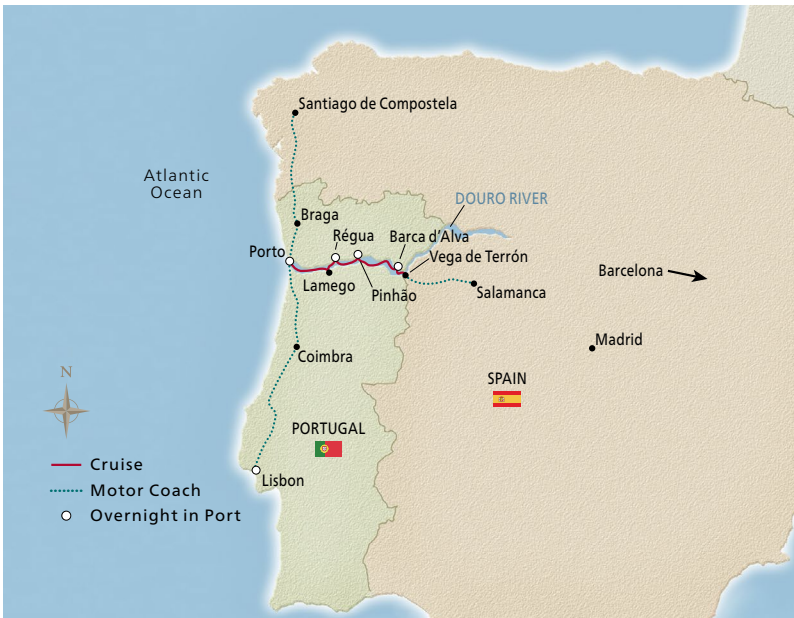 Santiago de Compostela
Atlantic
Ocean
DOURO RIVER
Braga
Régua
Barca d’Alva
Porto
Vega de Terrón
Barcelona
Lamego
Pinhão
Salamanca
Madrid
Coimbra
N
SPAIN
PORTUGAL
Cruise
Lisbon
Motor Coach
Overnight in Port